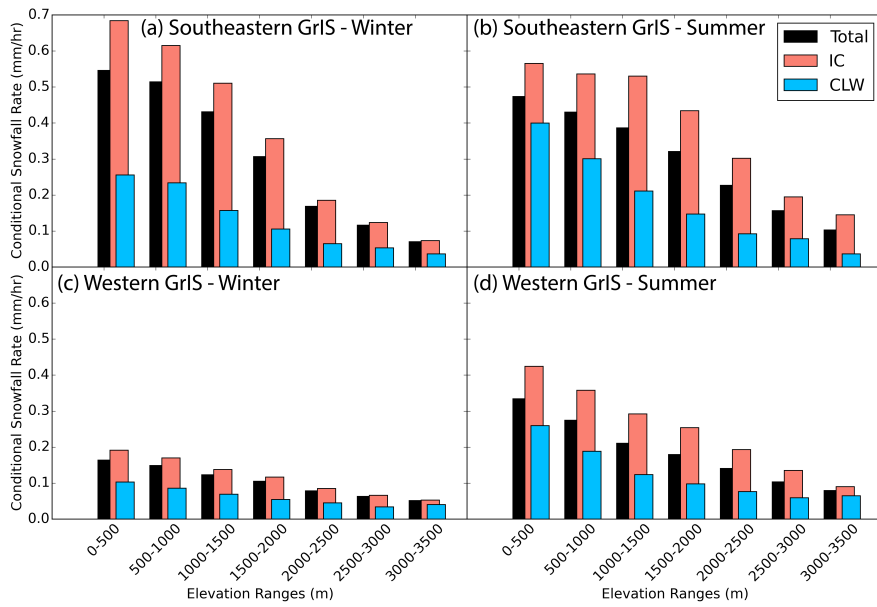 (a) Southeastern GrIS - Winter
(b) Southeastern GrIS - Summer
Total
IC
CLW
Conditional Snowfall Rate (mm/hr)
0.7
0.6
0.5
0.4
0.3
0.2
0.1
0.0
(c) Western GrIS - Winter
(d) Western GrIS - Summer
Conditional Snowfall Rate (mm/hr)
0.6
0.5
0.4
0.3
0.2
0.1
0.0
0-500
500-1000
1000-1500
1500-2000
2000-2500
2500-3000
3000-3500
0-500
500-1000
1000-1500
1500-2000
2000-2500
2500-3000
3000-3500
Elevation Ranges (m)
Elevation Ranges (m)